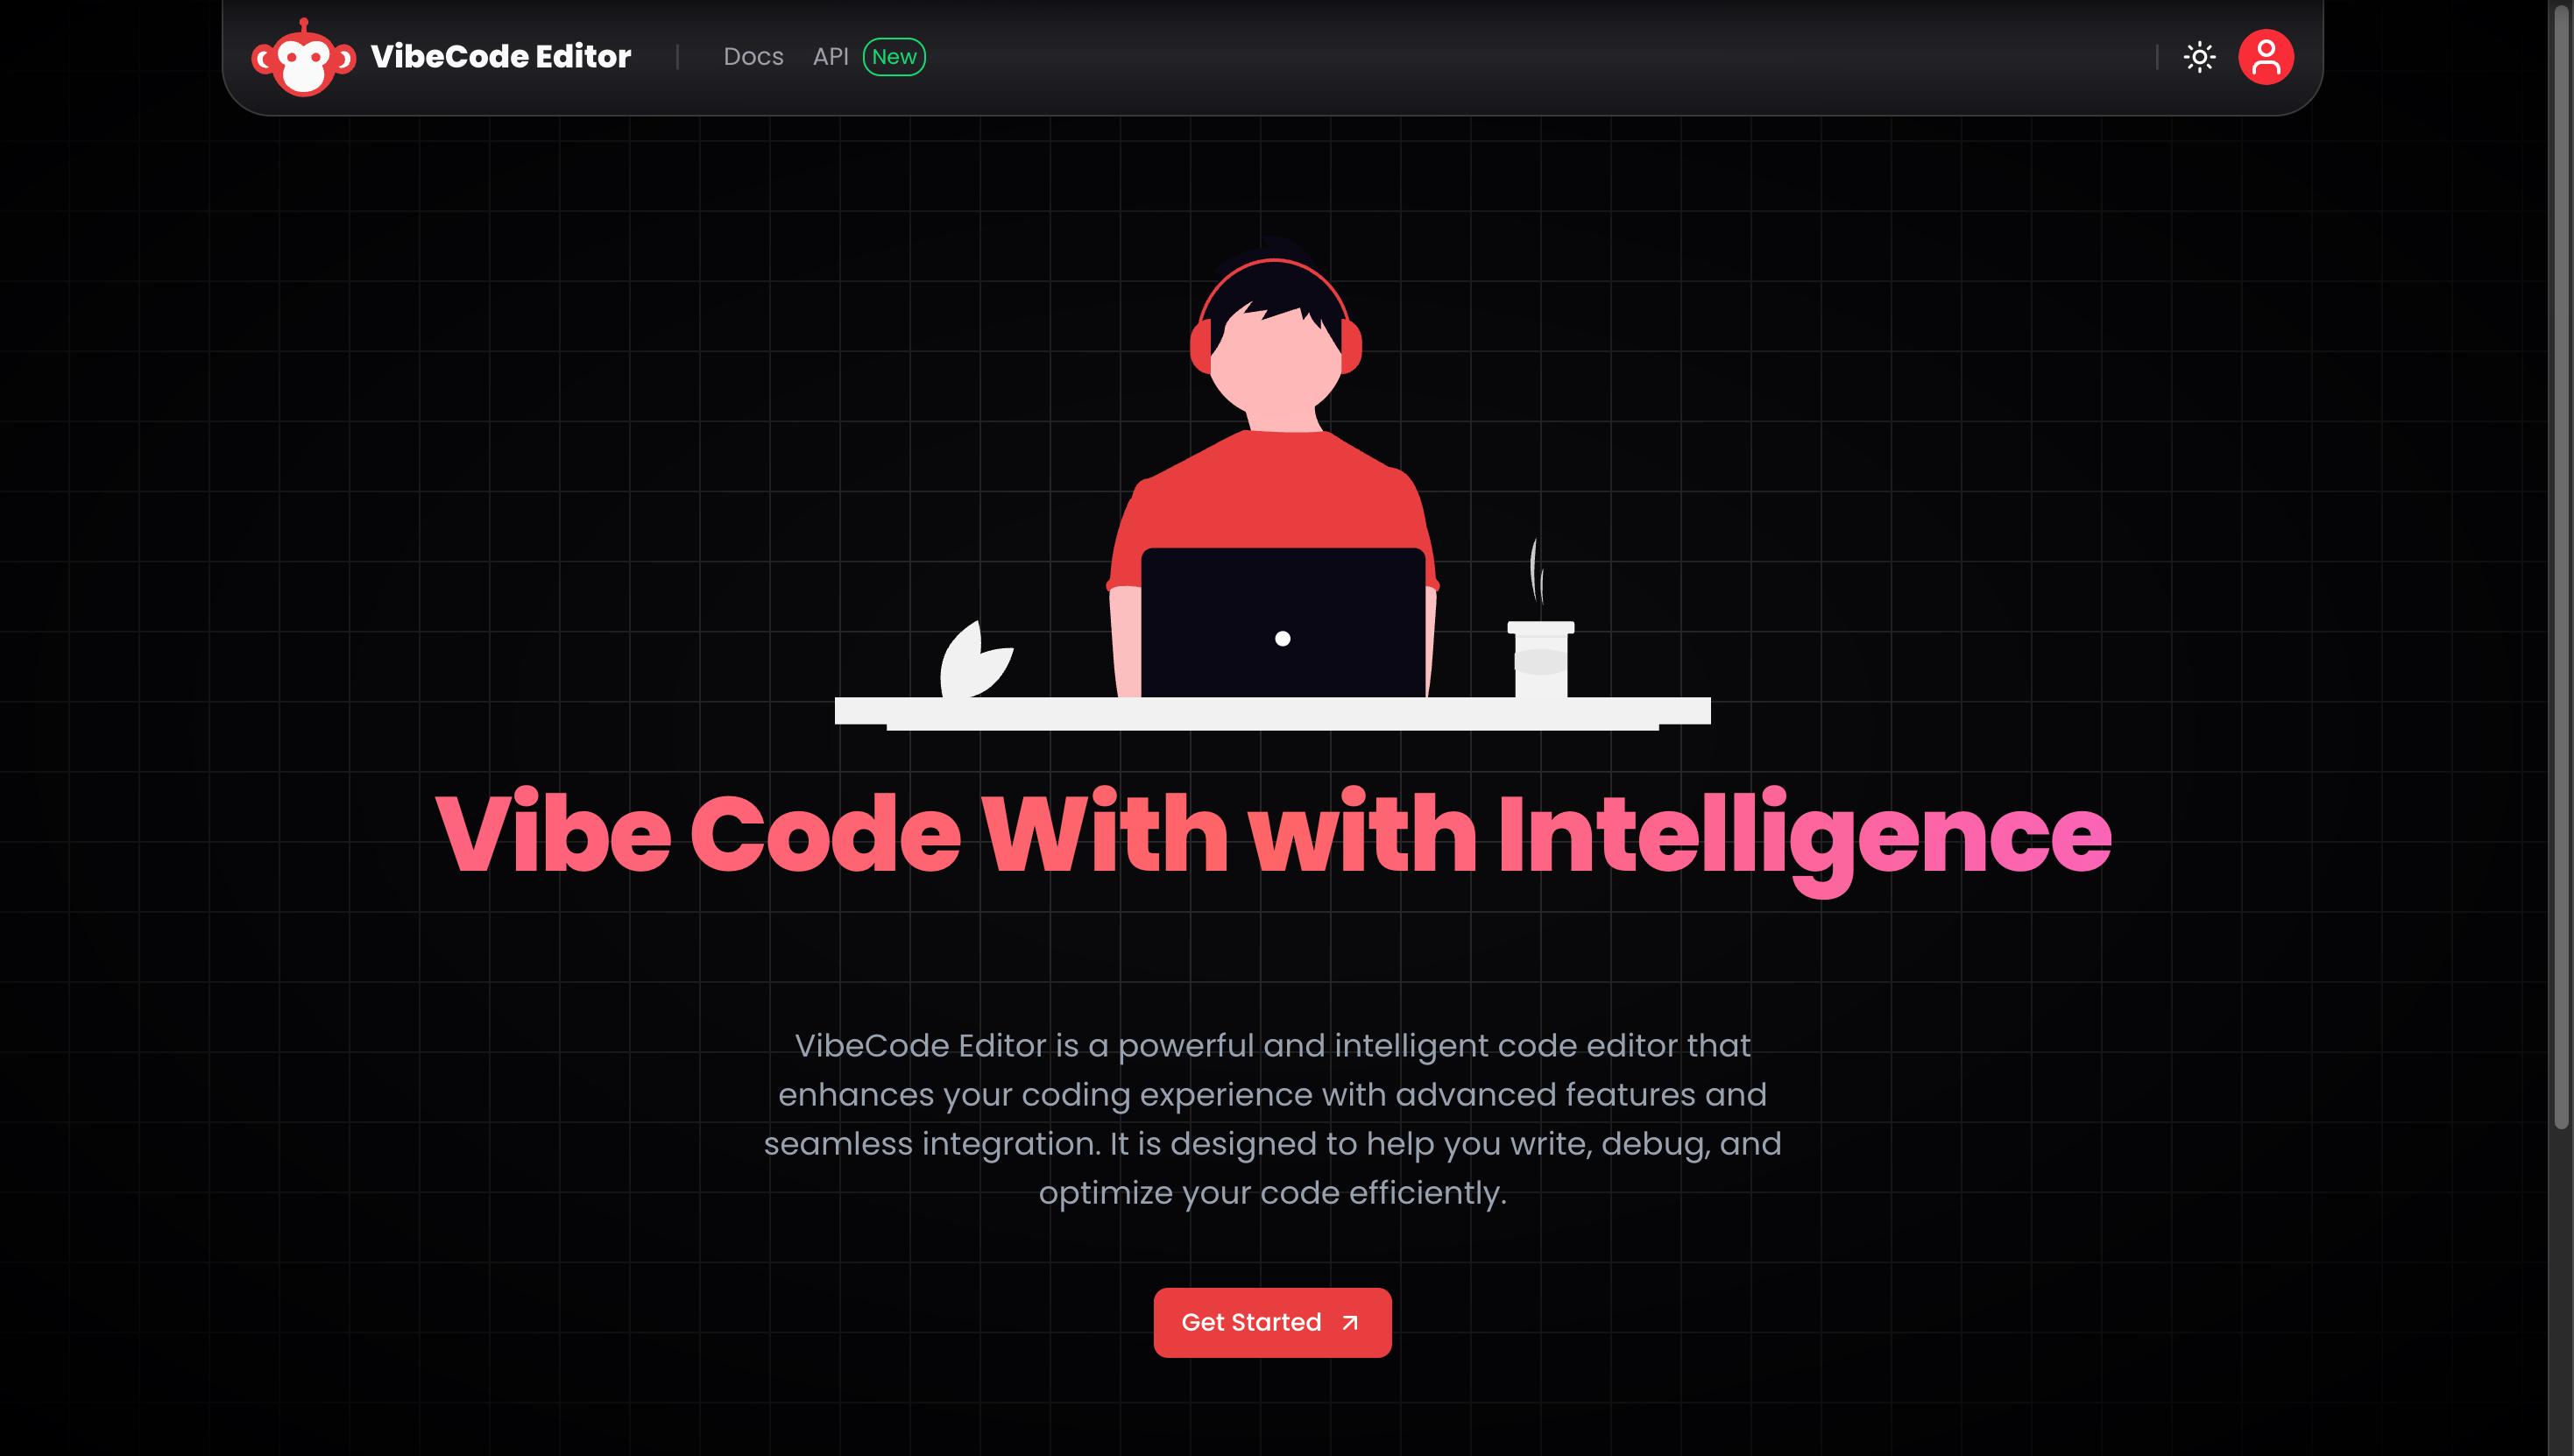 VibeCode Editor
Docs
API
New
Vibe Code With with Intelligence
VibeCode Editor is a powerful and intelligent code editor that
enhances your coding experience with advanced features and
seamless integration. It is designed to help you write, debug, and
optimize your code efficiently.
Get Started